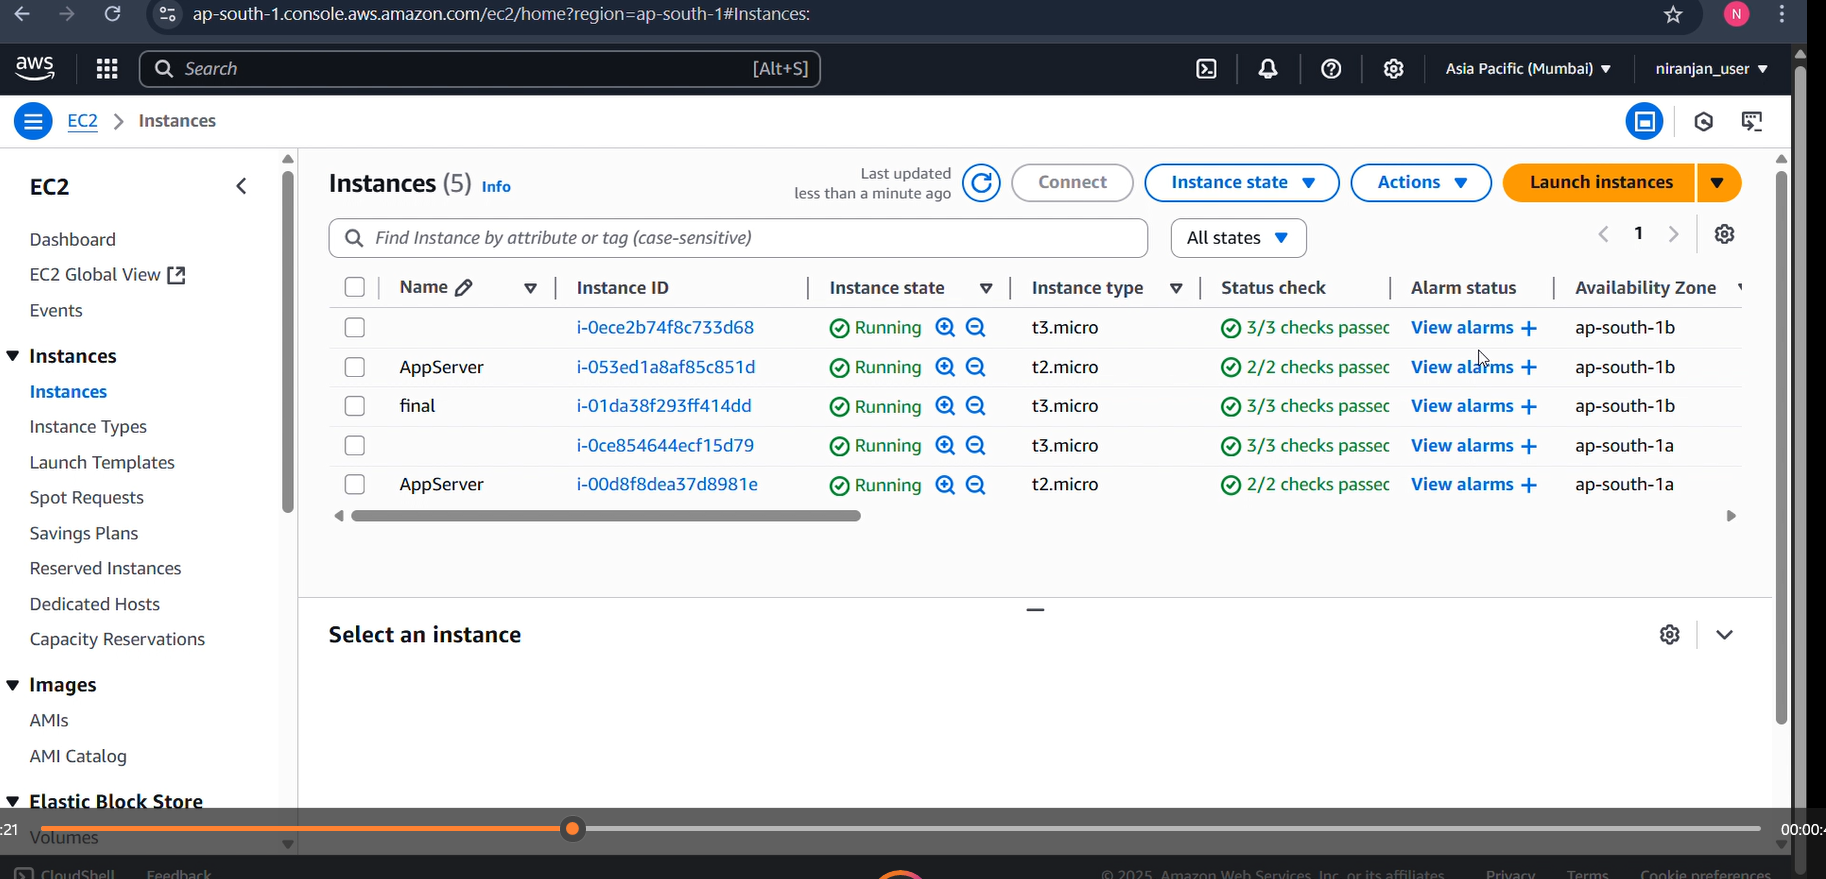 ap-south-1.console.aws.amazon.com/ec2/home?region=ap-south-1#Instances:
N
aws
Search
[Alt+S]
Asia Pacific (Mumbai)
niranjan_user
EC2 > Instances
EC2
Dashboard
EC2 Global View
Events
Instances
Instances
Instance Types
Launch Templates
Spot Requests
Savings Plans
Reserved Instances
Dedicated Hosts
Capacity Reservations
Images
AMIs
AMI Catalog
Elastic Block Store
Volumes
Instances (5) Info
Last updated
less than a minute ago
Connect
Instance state
Actions
Launch instances
Find Instance by attribute or tag (case-sensitive)
All states
1
Name Instance ID Instance state Instance type Status check Alarm status Availability Zone
i-0ece2b74f8c733d68 Running t3.micro 3/3 checks passec View alarms + ap-south-1b
AppServer i-053ed1a8af85c851d Running t2.micro 2/2 checks passec View alarms + ap-south-1b
final i-01da38f293ff414dd Running t3.micro 3/3 checks passec View alarms + ap-south-1b
i-0ce854644ecf15d79 Running t3.micro 3/3 checks passec View alarms + ap-south-1a
AppServer i-00d8f8dea37d8981e Running t2.micro 2/2 checks passec View alarms + ap-south-1a
Select an instance
:21
00:00:4
CloudShell Feedback
© 2025, Amazon Web Services, Inc. or its affiliates. Privacy Terms Cookie preferences